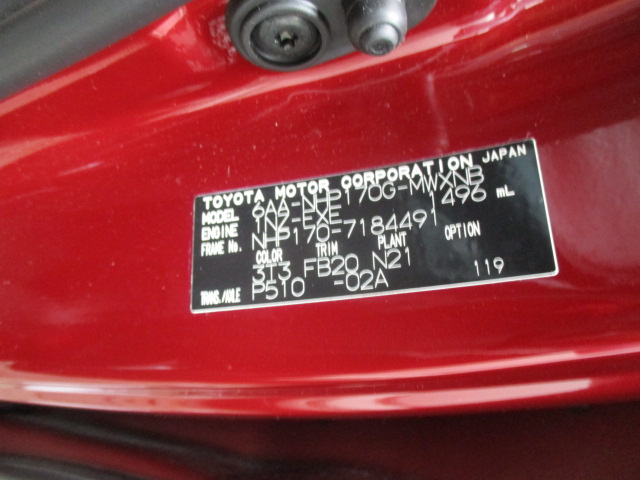 TOYOTA MOTOR CORPORATION JAPAN
MODEL 6AA-NHP170G-MWXNB
ENGINE 1NZ-FXE 1496 mL
FRAME No. NHP170-7184491
COLOR TRIM PLANT OPTION
3T3 FB20 N21
TRANS./AXLE P510 -02A 119